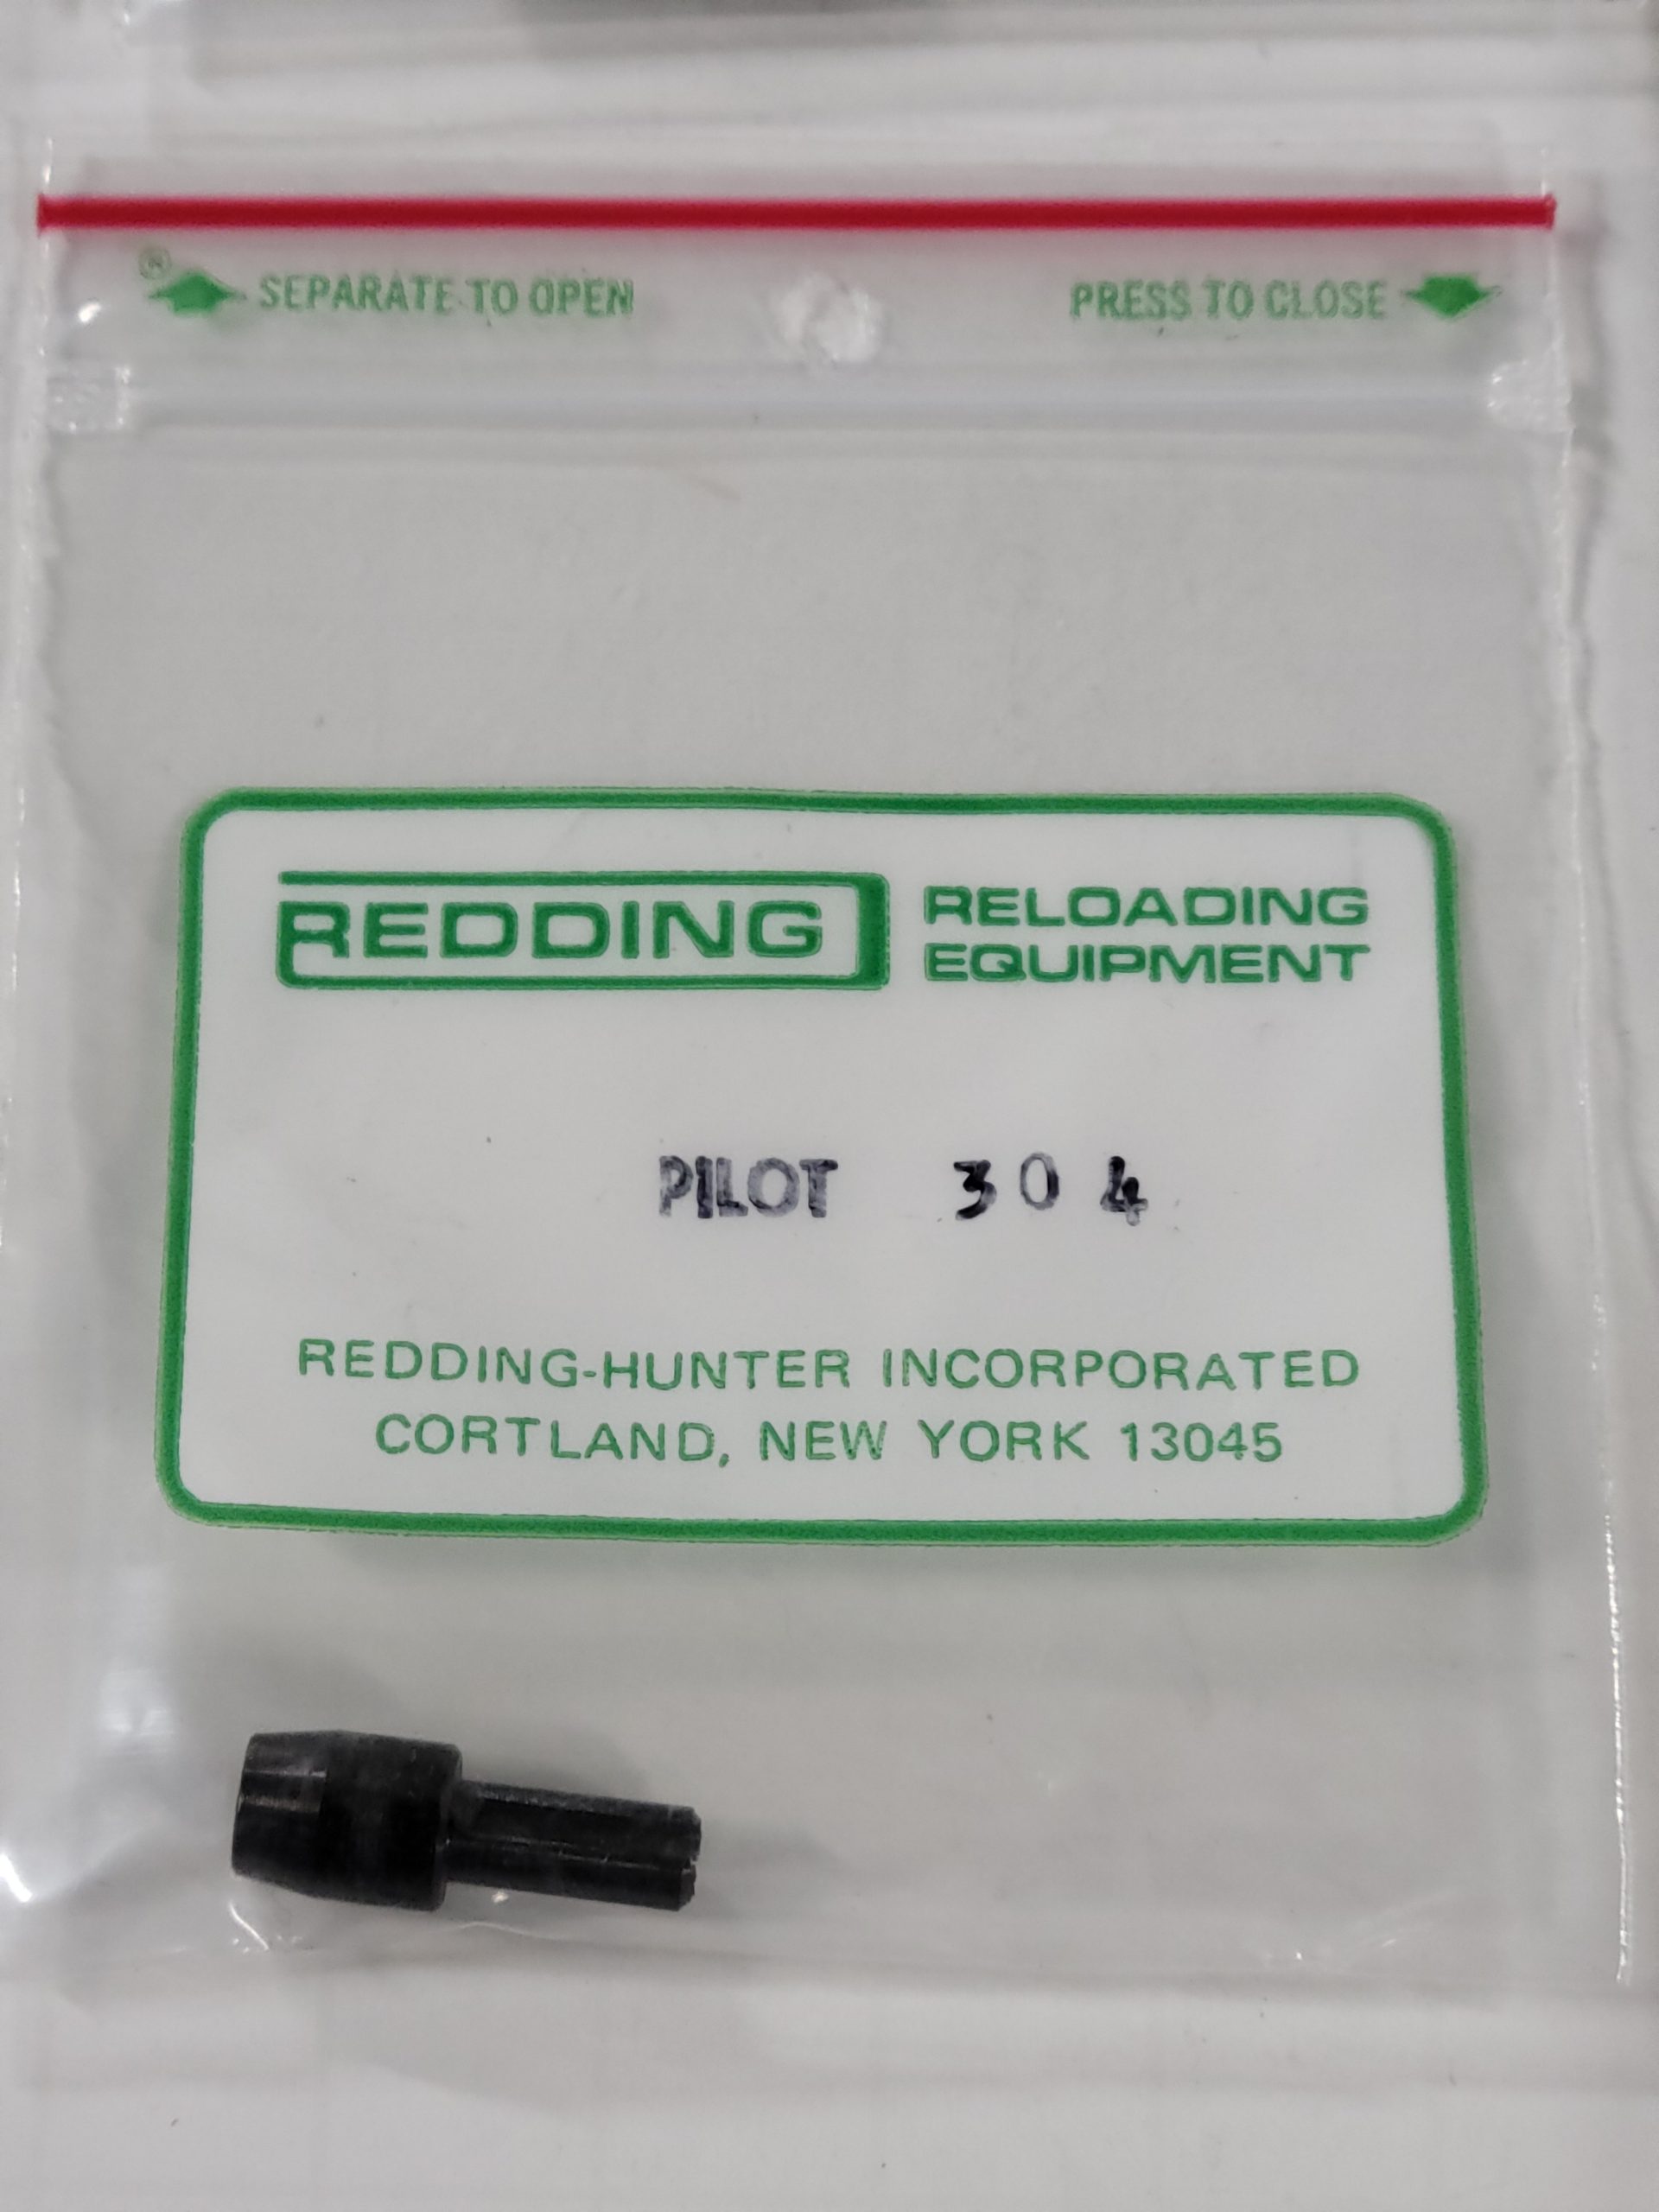 ® SEPARATE TO OPEN PRESS TO CLOSE
REDDING RELOADING
EQUIPMENT
PILOT 304
REDDING-HUNTER INCORPORATED
CORTLAND, NEW YORK 13045